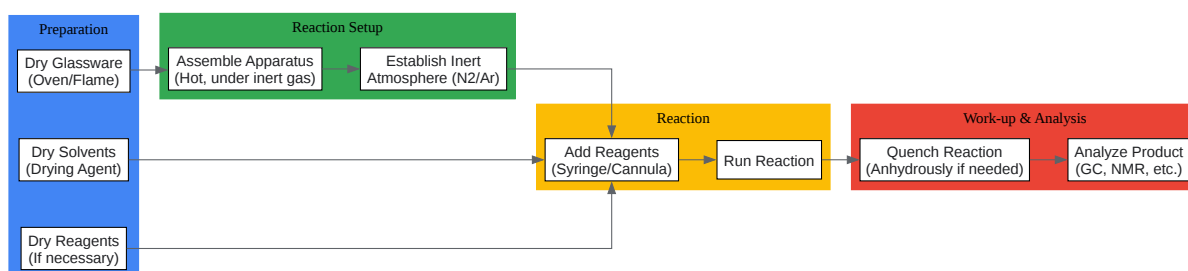 Preparation
Dry Glassware
(Oven/Flame)
Dry Solvents
(Drying Agent)
Dry Reagents
(If necessary)
Reaction Setup
Assemble Apparatus
(Hot, under inert gas)
Establish Inert
Atmosphere (N2/Ar)
Reaction
Add Reagents
(Syringe/Cannula)
Run Reaction
Work-up & Analysis
Quench Reaction
(Anhydrously if needed)
Analyze Product
(GC, NMR, etc.)